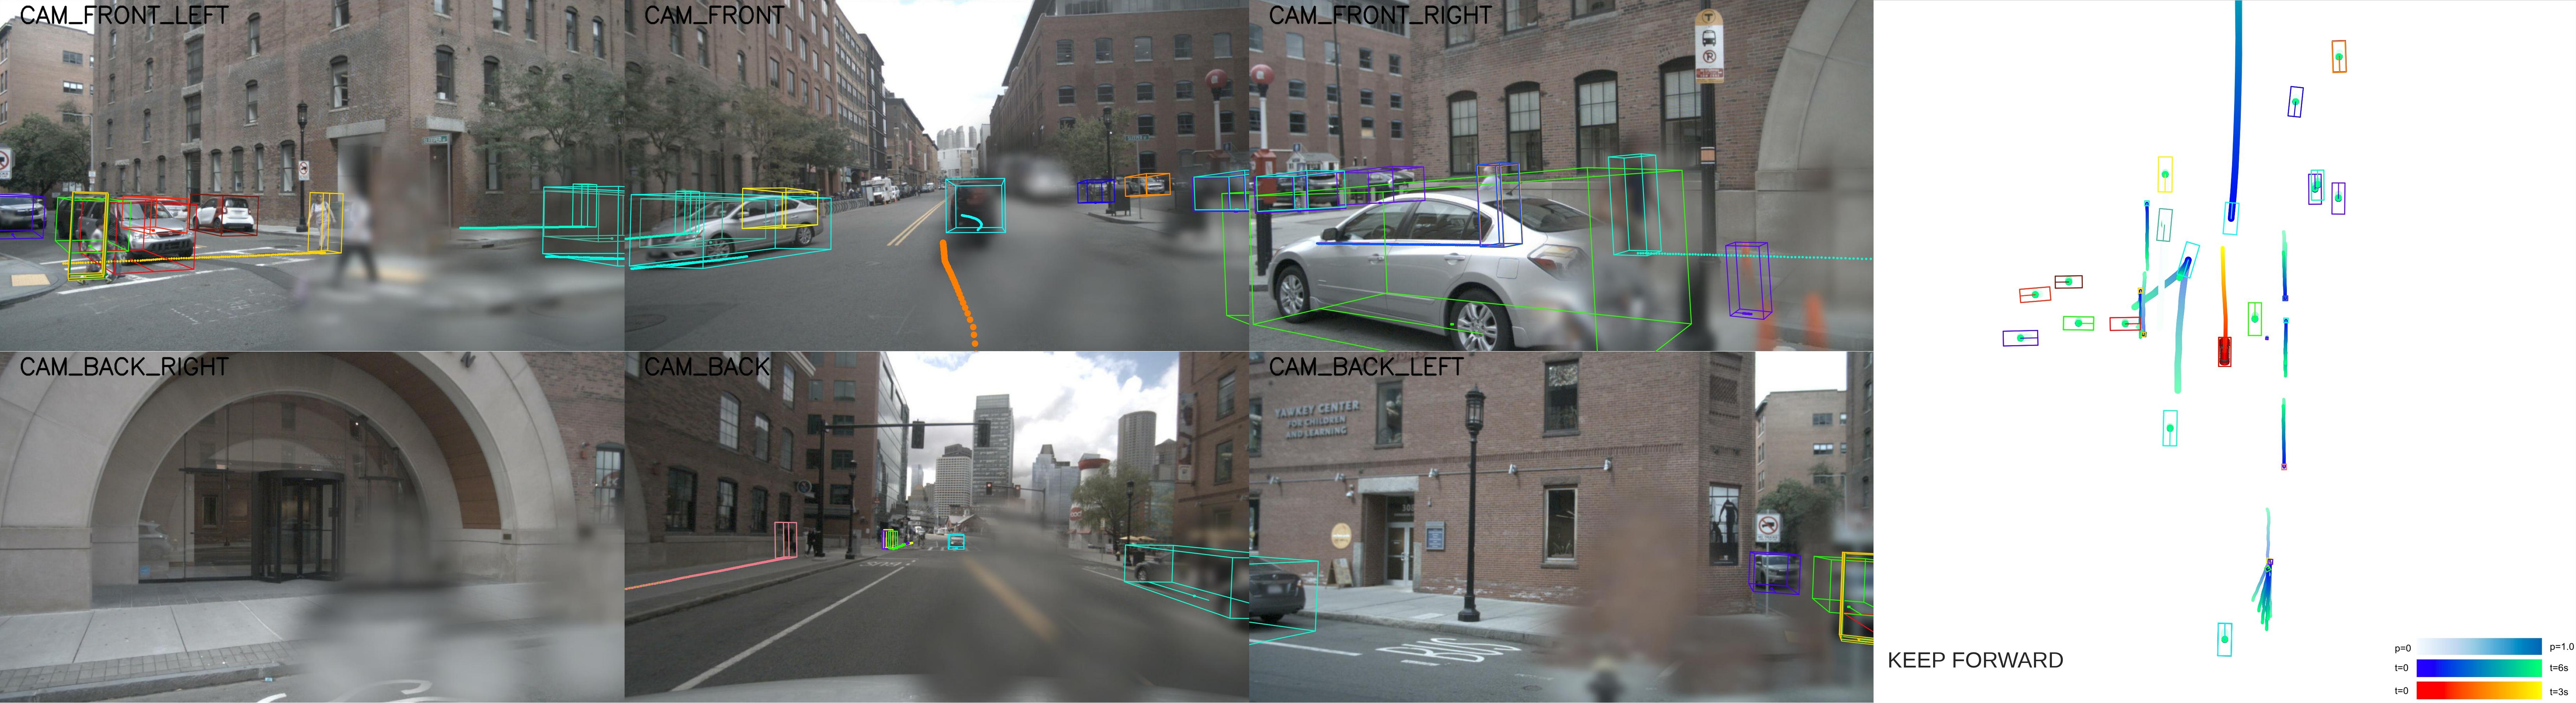 CAM_FRONT_LEFT
CAM_FRONT
CAM_FRONT_RIGHT
T
CAM_BACK_RIGHT
CAM_BACK
CAM_BACK_LEFT
YAWKEY CENTER
FOR CHILDREN
AND LEARNING
BUS
KEEP FORWARD
p=0
p=1.0
t=0
t=6s
t=0
t=3s